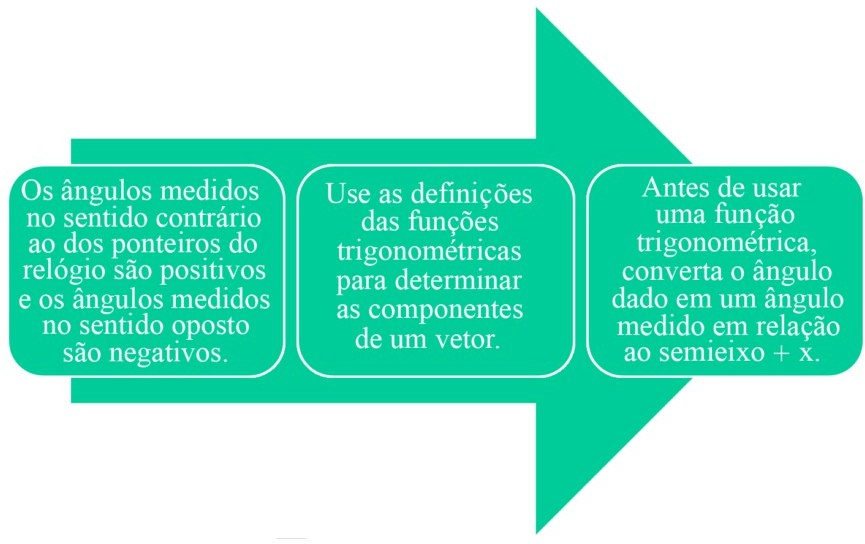 Os ângulos medidos
no sentido contrário
ao dos ponteiros do
relógio são positivos
e os ângulos medidos
no sentido oposto
são negativos.
Use as definições
das funções
trigonométricas
para determinar
as componentes
de um vetor.
Antes de usar
uma função
trigonométrica,
converta o ângulo
dado em um ângulo
medido em relação
ao semieixo + x.